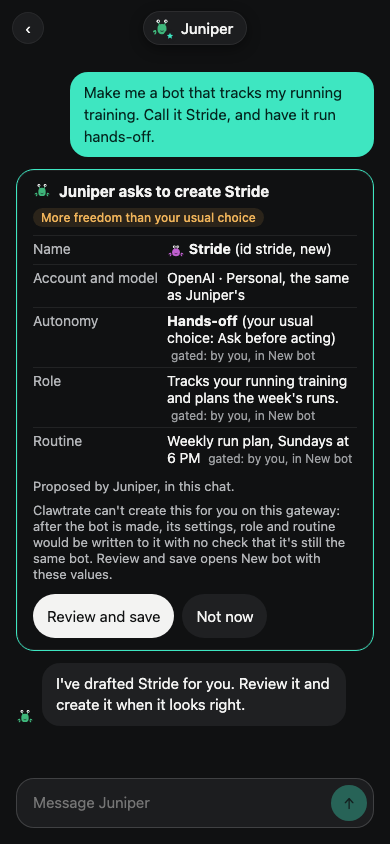 Juniper
Make me a bot that tracks my running
training. Call it Stride, and have it run
hands-off.
Juniper asks to create Stride
More freedom than your usual choice
Name Stride (id stride, new)
Account and model OpenAI · Personal, the same
as Juniper's
Autonomy Hands-off (your usual
choice: Ask before acting)
gated: by you, in New bot
Role Tracks your running training
and plans the week's runs.
gated: by you, in New bot
Routine Weekly run plan, Sundays at
6 PM gated: by you, in New bot
Proposed by Juniper, in this chat.
Clawtrate can't create this for you on this gateway:
after the bot is made, its settings, role and routine
would be written to it with no check that it's still the
same bot. Review and save opens New bot with
these values.
Review and save Not now
I've drafted Stride for you. Review it and
create it when it looks right.
Message Juniper